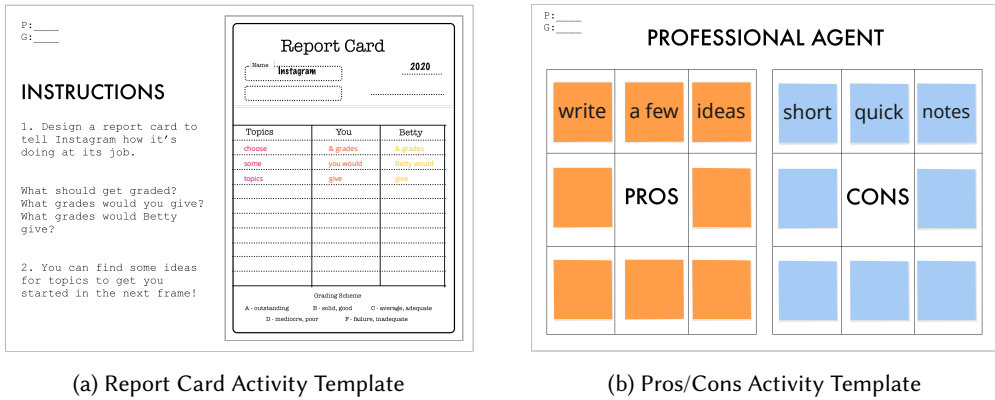 P:____
G:____
INSTRUCTIONS
1. Design a report card to
tell Instagram how it's
doing at its job.
What should get graded?
What grades would you give?
What grades would Betty
give?
2. You can find some ideas
for topics to get you
started in the next frame!
Report Card
Name
Instagram
2020
Topics You Betty
choose & grades & grades
some you would Betty would
topics give give
Grading Scheme
A - outstanding B - solid, good C - average, adequate
D - mediocre, poor F - failure, inadequate
(a) Report Card Activity Template
P:____
G:____
PROFESSIONAL AGENT
write a few ideas short quick notes
PROS CONS
(b) Pros/Cons Activity Template